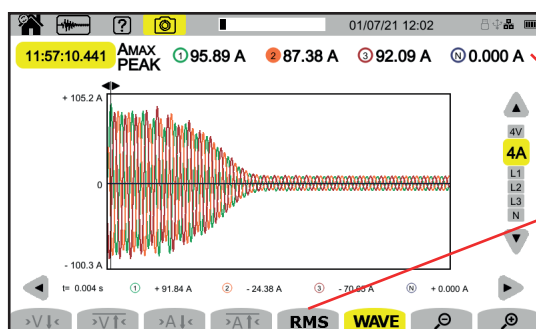 ? 01/07/21 12:02
11:57:10.441 AMAX PEAK 1 95.89 A 2 87.38 A 3 92.09 A N 0.000 A
+ 105.2 A
0
- 100.3 A
4V
4A
L1
L2
L3
N
t= 0.004 s 1 + 91.84 A 2 - 24.38 A 3 - 70.65 A N + 0.000 A
>V↓< >V↑< >A↓< >A↑< RMS WAVE